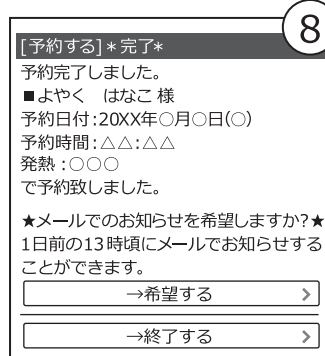 ⑧
[予約する]＊完了＊
予約完了しました。
■よやく　はなこ 様
予約日付:20XX年○月○日(○)
予約時間:△△:△△
発熱 :○○○
で予約致しました。
★メールでのお知らせを希望しますか?★
1日前の13時頃にメールでお知らせする
ことができます。
→希望する >
→終了する >